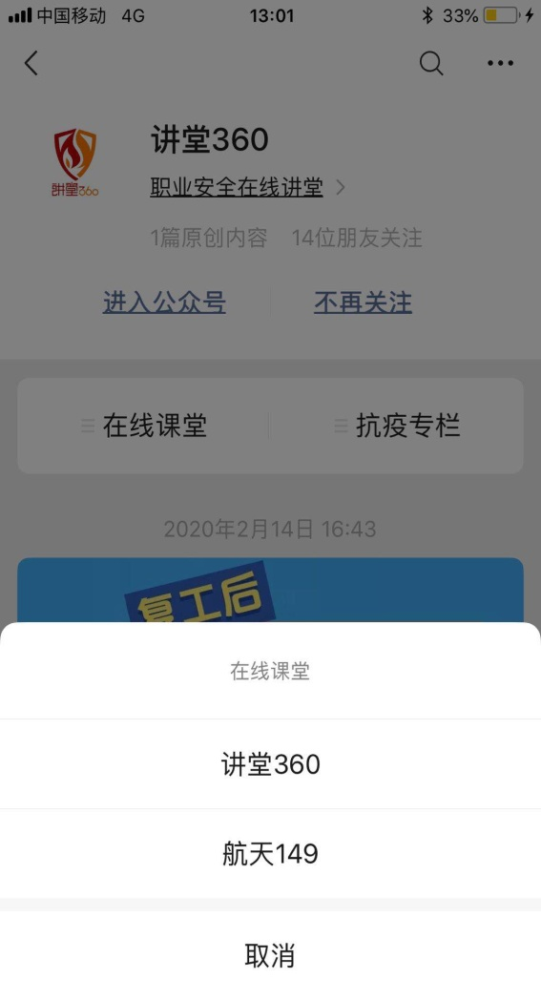 中国移动 4G 13:01 33%
讲堂360
讲堂360
职业安全在线讲堂
1篇原创内容 14位朋友关注
进入公众号 不再关注
在线课堂 抗疫专栏
2020年2月14日 16:43
复工后
在线课堂
讲堂360
航天149
取消